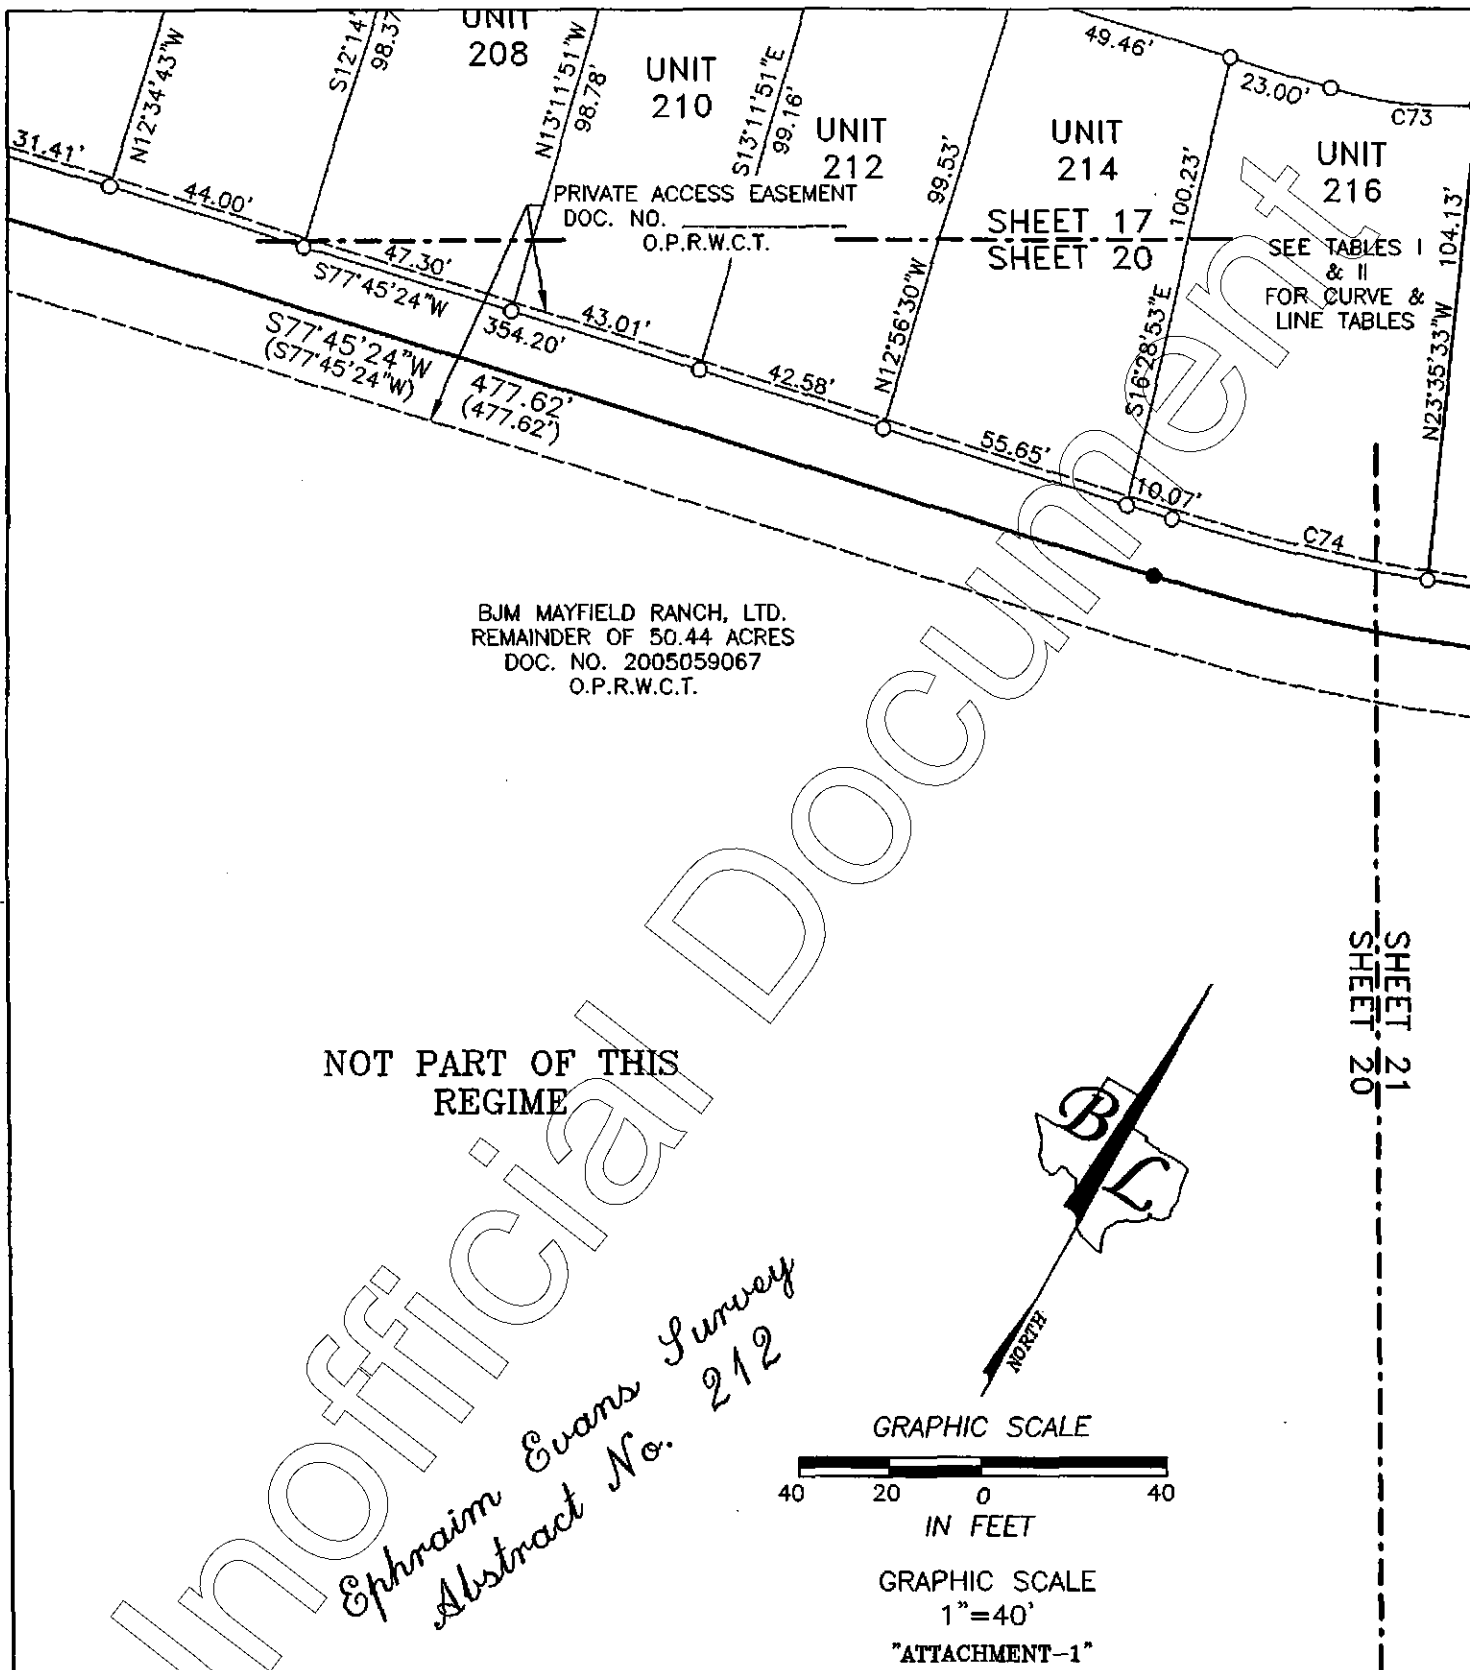 UNIT
208
UNIT
210
UNIT
212
UNIT
214
UNIT
216
N12°34'43"W
S12°14'
98.37
N13°11'51"W
98.78'
S13°11'51"E
99.16'
99.53'
N12°56'30"W
100.23'
S16°28'53"E
104.13'
N23°35'33"W
49.46'
23.00'
C73
31.41'
44.00'
47.30'
S77°45'24"W
354.20'
43.01'
42.58'
55.65'
10.07'
C74
PRIVATE ACCESS EASEMENT
DOC. NO.
O.P.R.W.C.T.
SHEET 17
SHEET 20
SEE TABLES I
& II
FOR CURVE &
LINE TABLES
S77°45'24"W
(S77°45'24"W)
477.62'
(477.62')
BJM MAYFIELD RANCH, LTD.
REMAINDER OF 50.44 ACRES
DOC. NO. 2005059067
O.P.R.W.C.T.
SHEET 21
SHEET 20
NOT PART OF THIS
REGIME
B
L
NORTH
Ephraim Evans Survey
Abstract No. 212
GRAPHIC SCALE
40 20 0 40
IN FEET
GRAPHIC SCALE
1"=40'
"ATTACHMENT-1"
Unofficial Document